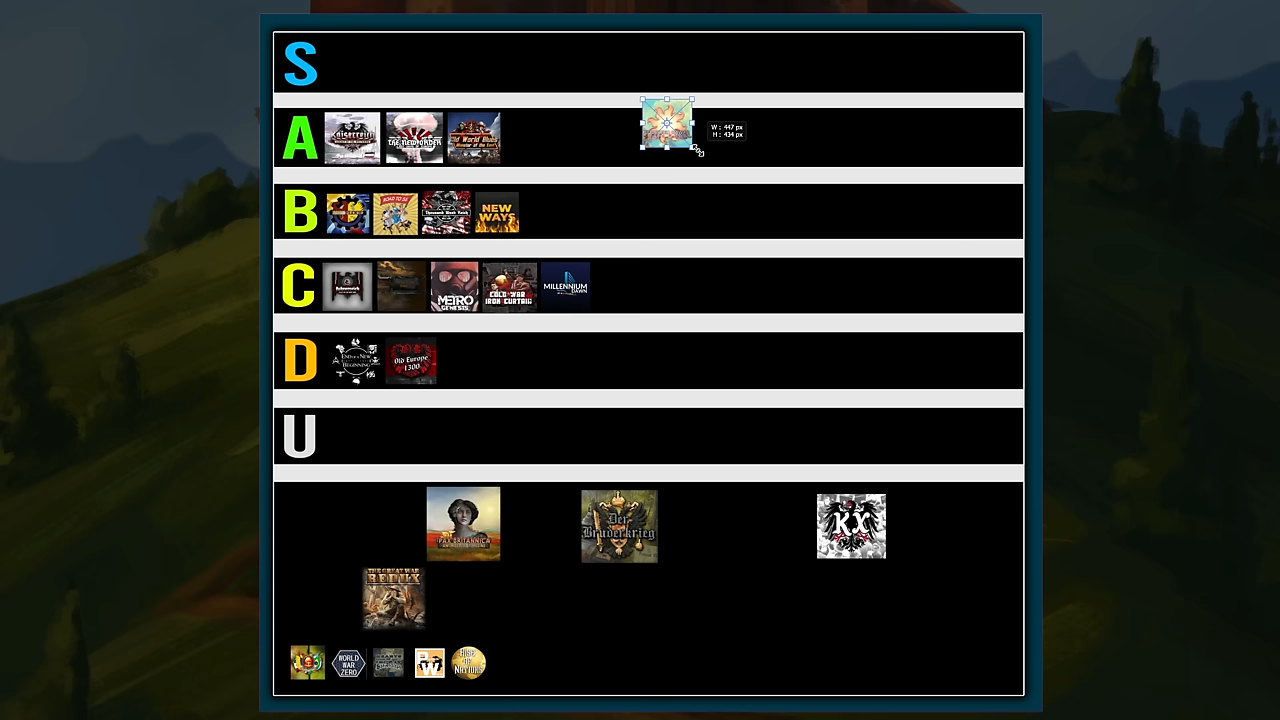 S
W: 447 px
H: 434 px
A
Kaiserreich
THE NEW ORDER
Old World Blues
B
ROAD TO 56
Thousand Week Reich
NEW
WAYS
C
METRO
GENESIS
COLD WAR
IRON CURTAIN
MILLENNIUM
DAWN
D
END OF A NEW
BEGINNING
Old Europe
1300
U
PAX BRITANNICA
Der
Bruderkrieg
KX
THE GREAT WAR
REDUX
WORLD
WAR
ZERO
PW
RISE
OF
NATIONS